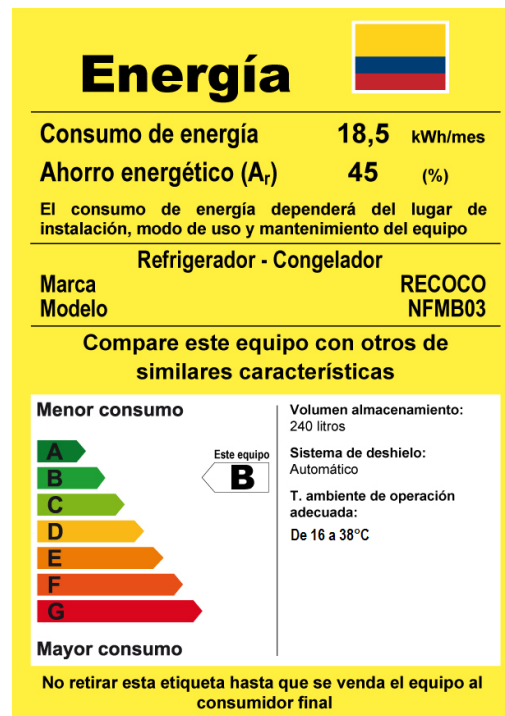 Energía
Consumo de energía 18,5 kWh/mes
Ahorro energético (Ar) 45 (%)
El consumo de energía dependerá del lugar de
instalación, modo de uso y mantenimiento del equipo
Refrigerador - Congelador
Marca RECOCO
Modelo NFMB03
Compare este equipo con otros de
similares características
Menor consumo
A
B
C
D
E
F
G
Mayor consumo
Este equipo
B
Volumen almacenamiento:
240 litros
Sistema de deshielo:
Automático
T. ambiente de operación
adecuada:
De 16 a 38°C
No retirar esta etiqueta hasta que se venda el equipo al
consumidor final